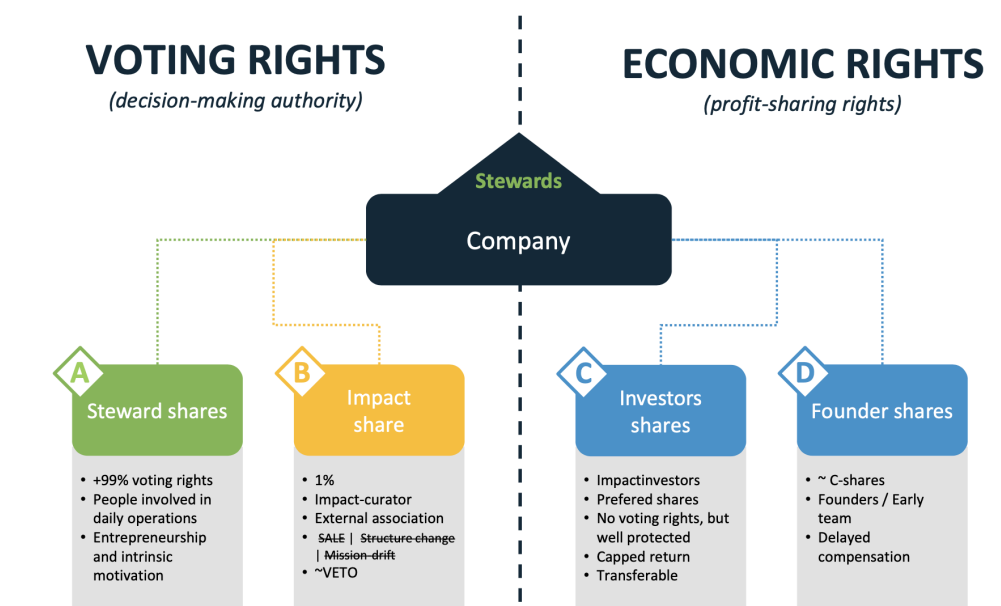 VOTING RIGHTS
(decision-making authority)
ECONOMIC RIGHTS
(profit-sharing rights)
Stewards
Company
A
Steward shares
• +99% voting rights
• People involved in
daily operations
• Entrepreneurship
and intrinsic
motivation
B
Impact
share
• 1%
• Impact-curator
• External association
• SALE | Structure change
| Mission-drift
• ~VETO
C
Investors
shares
• Impactinvestors
• Prefered shares
• No voting rights, but
well protected
• Capped return
• Transferable
D
Founder shares
• ~ C-shares
• Founders / Early
team
• Delayed
compensation